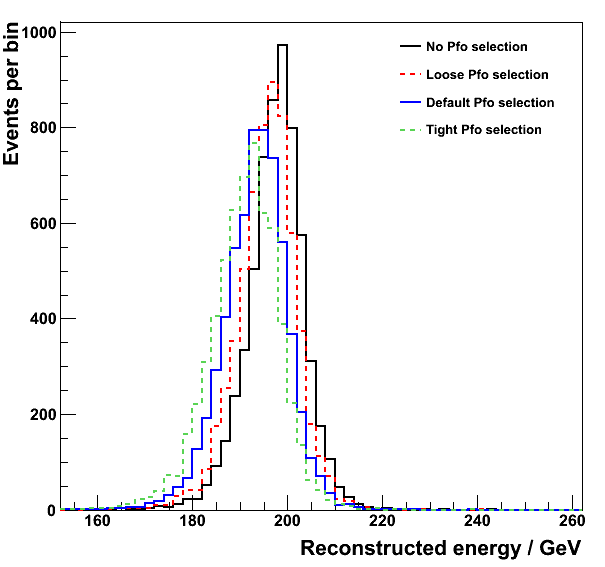 Events per bin
1000
800
600
400
200
0
No Pfo selection
Loose Pfo selection
Default Pfo selection
Tight Pfo selection
160 180 200 220 240 260
Reconstructed energy / GeV